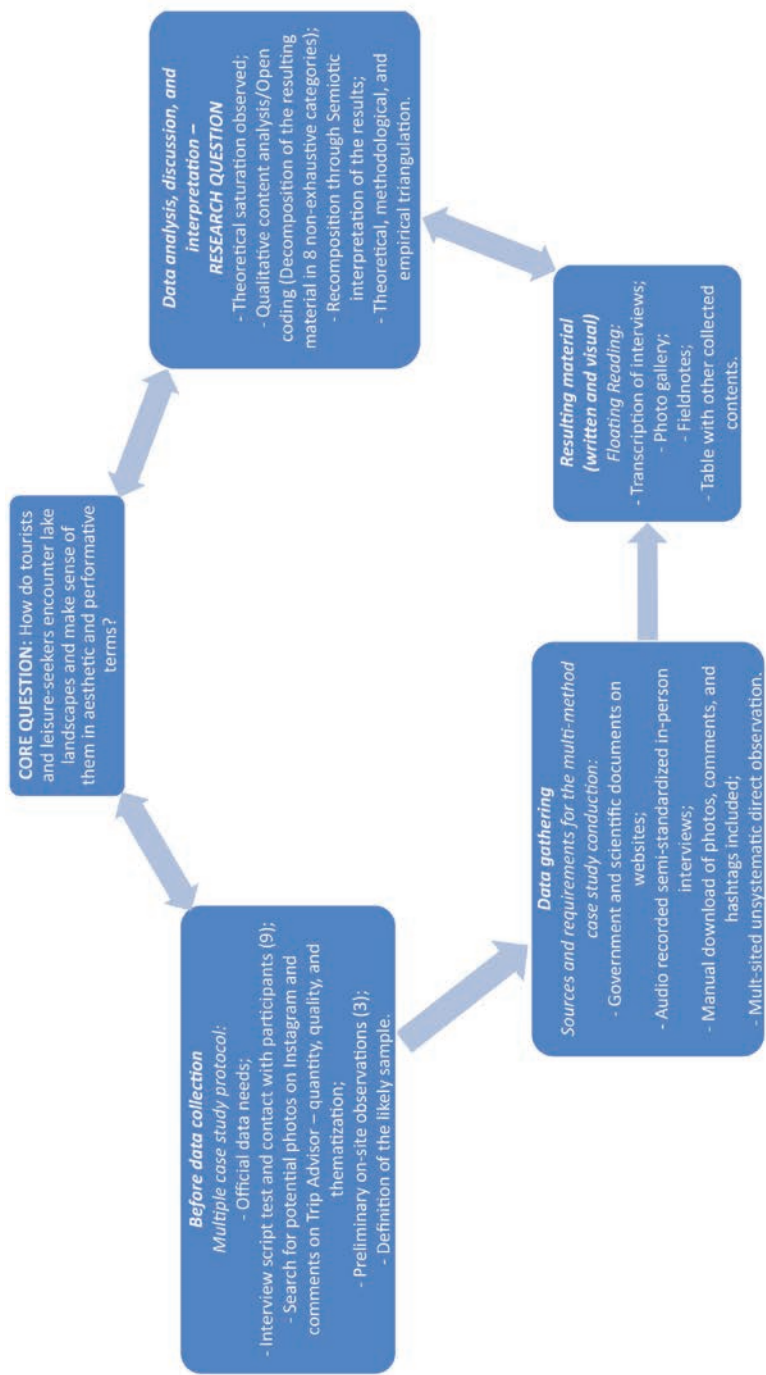 CORE QUESTION: How do tourists
and leisure-seekers encounter lake
landscapes and make sense of
them in aesthetic and performative
terms?
Before data collection
Multiple case study protocol:
- Official data needs;
- Interview script test and contact with participants (9);
- Search for potential photos on Instagram and
comments on Trip Advisor – quantity, quality, and
thematization;
- Preliminary on-site observations (3);
- Definition of the likely sample.
Data gathering
Sources and requirements for the multi-method
case study conduction:
- Government and scientific documents on
websites;
- Audio recorded semi-standardized in-person
interviews;
- Manual download of photos, comments, and
hashtags included;
- Mult-sited unsystematic direct observation.
Resulting material
(written and visual)
Floating Reading:
- Transcription of interviews;
- Photo gallery;
- Fieldnotes;
- Table with other collected
contents.
Data analysis, discussion, and
interpretation –
RESEARCH QUESTION
- Theoretical saturation observed;
- Qualitative content analysis/Open
coding (Decomposition of the resulting
material in 8 non-exhaustive categories);
- Recomposition through Semiotic
interpretation of the results;
- Theoretical, methodological, and
empirical triangulation.